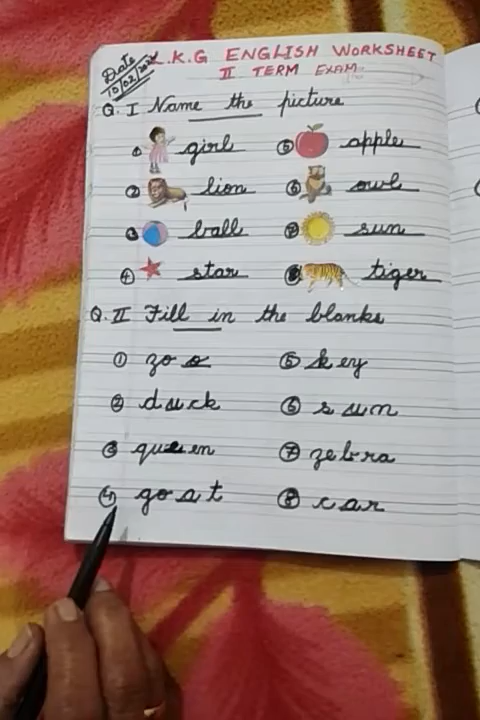 Date
10/02/2021
L.K.G ENGLISH WORKSHEET
II TERM EXAM
Q.I Name the picture
1 girl 5 apple
2 lion 6 owl
3 ball 7 sun
4 star 8 tiger
Q.II Fill in the blanks
1 zoo 5 key
2 duck 6 sum
3 queen 7 zebra
4 goat 8 car